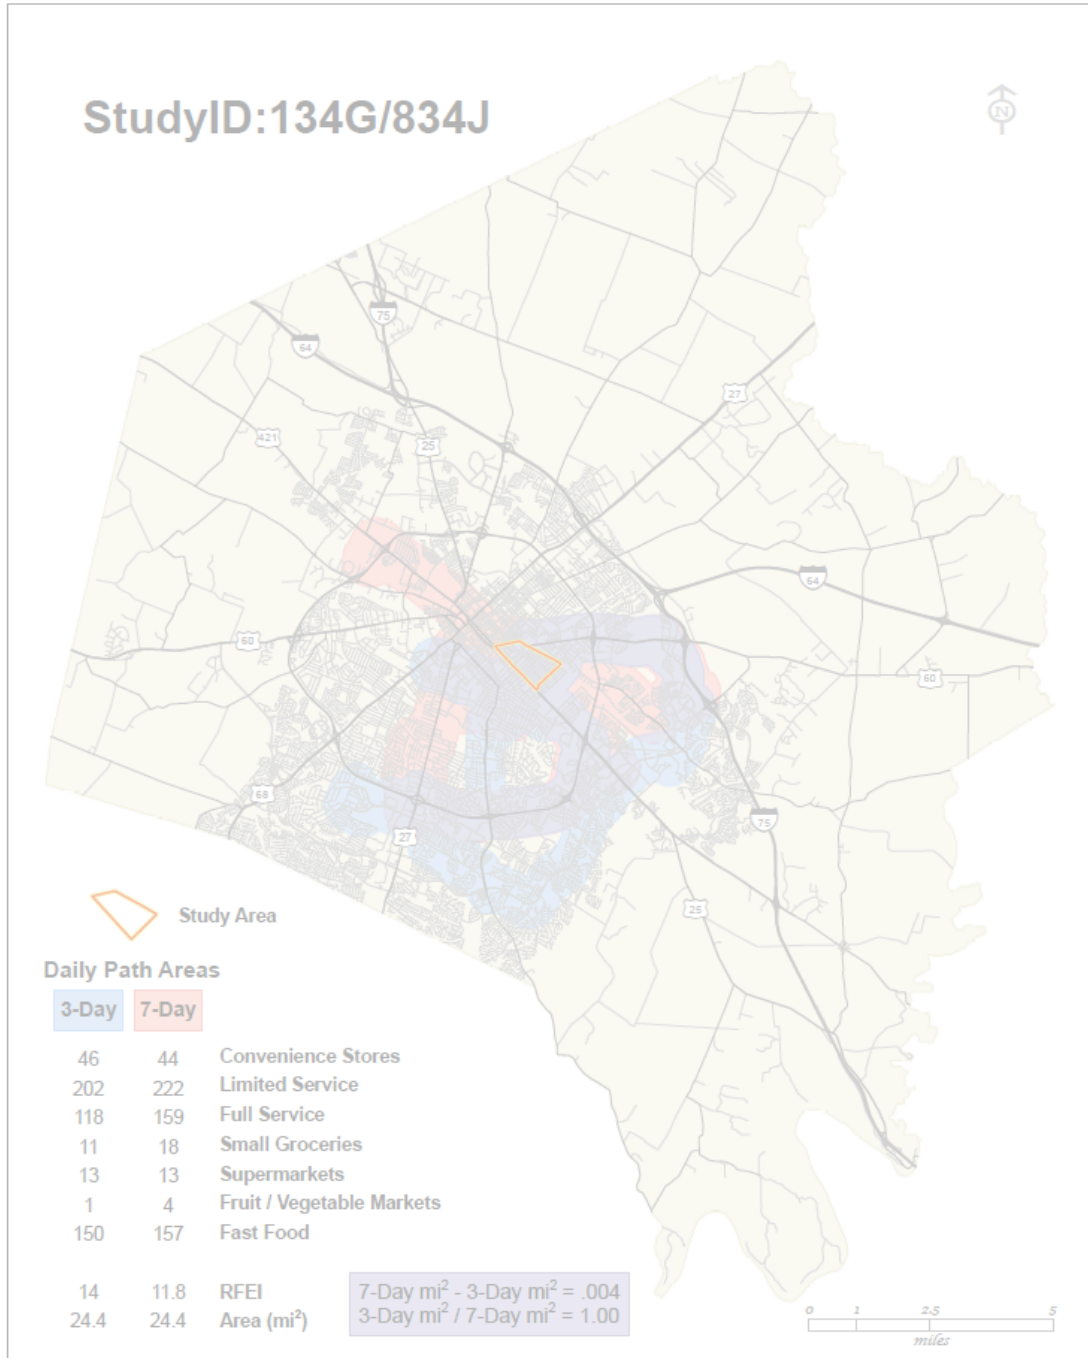 StudyID:134G/834J
N
75
64
27
421
25
64
60
60
68
27
75
25
Study Area
Daily Path Areas
3-Day 7-Day
46 44 Convenience Stores
202 222 Limited Service
118 159 Full Service
11 18 Small Groceries
13 13 Supermarkets
1 4 Fruit / Vegetable Markets
150 157 Fast Food
14 11.8 RFEI
24.4 24.4 Area (mi²)
7-Day mi² - 3-Day mi² = .004
3-Day mi² / 7-Day mi² = 1.00
0 1 2.5 5
miles